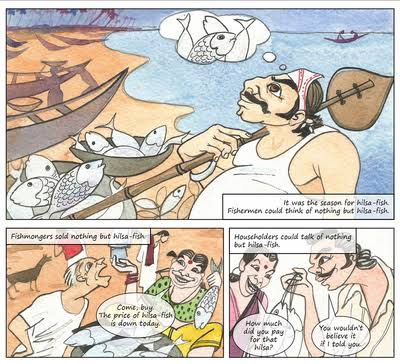 It was the season for hilsa-fish.
Fishermen could think of nothing but hilsa-fish.
Fishmongers sold nothing but hilsa-fish.
Come, buy.
The price of hilsa-fish
is down today.
Householders could talk of nothing
but hilsa-fish.
How much
did you pay
for that
hilsa?
You wouldn't
believe it
if I told you.